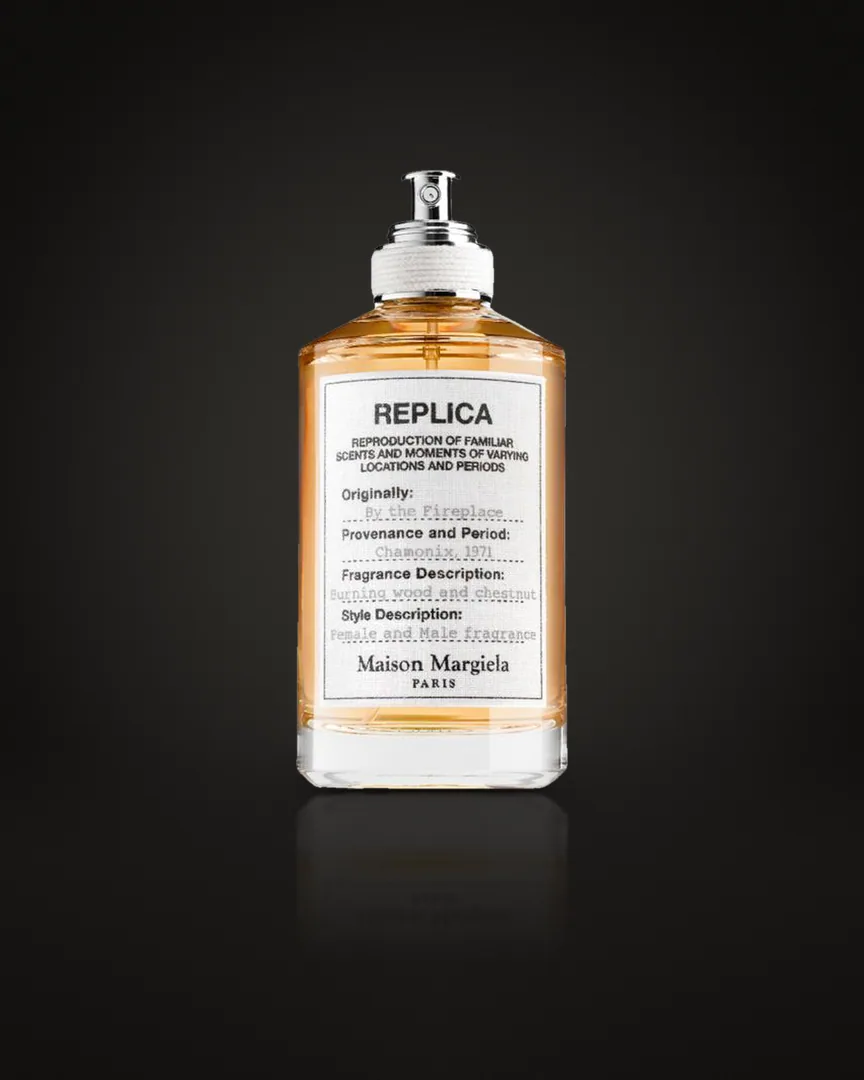 REPLICA
REPRODUCTION OF FAMILIAR
SCENTS AND MOMENTS OF VARYING
LOCATIONS AND PERIODS
Originally:
By the Fireplace
Provenance and Period:
Chamonix, 1971
Fragrance Description:
Burning wood and chestnut
Style Description:
Female and Male fragrance
Maison Margiela
PARIS